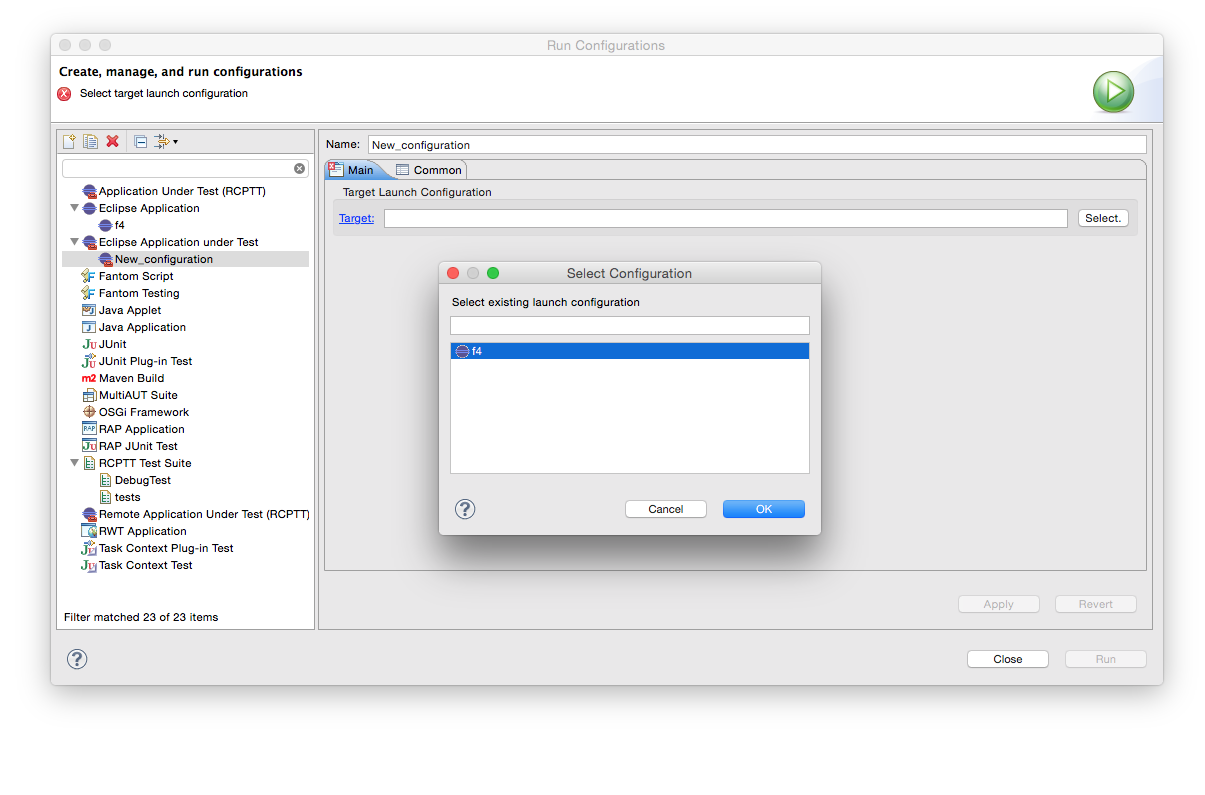 Run Configurations
Create, manage, and run configurations
Select target launch configuration
Application Under Test (RCPTT)
Eclipse Application
f4
Eclipse Application under Test
New_configuration
Fantom Script
Fantom Testing
Java Applet
Java Application
JUnit
JUnit Plug-in Test
Maven Build
MultiAUT Suite
OSGi Framework
RAP Application
RAP JUnit Test
RCPTT Test Suite
DebugTest
tests
Remote Application Under Test (RCPTT)
RWT Application
Task Context Plug-in Test
Task Context Test
Filter matched 23 of 23 items
Name: New_configuration
Main Common
Target Launch Configuration
Target: Select.
Select Configuration
Select existing launch configuration
f4
Cancel OK
Apply Revert
Close Run